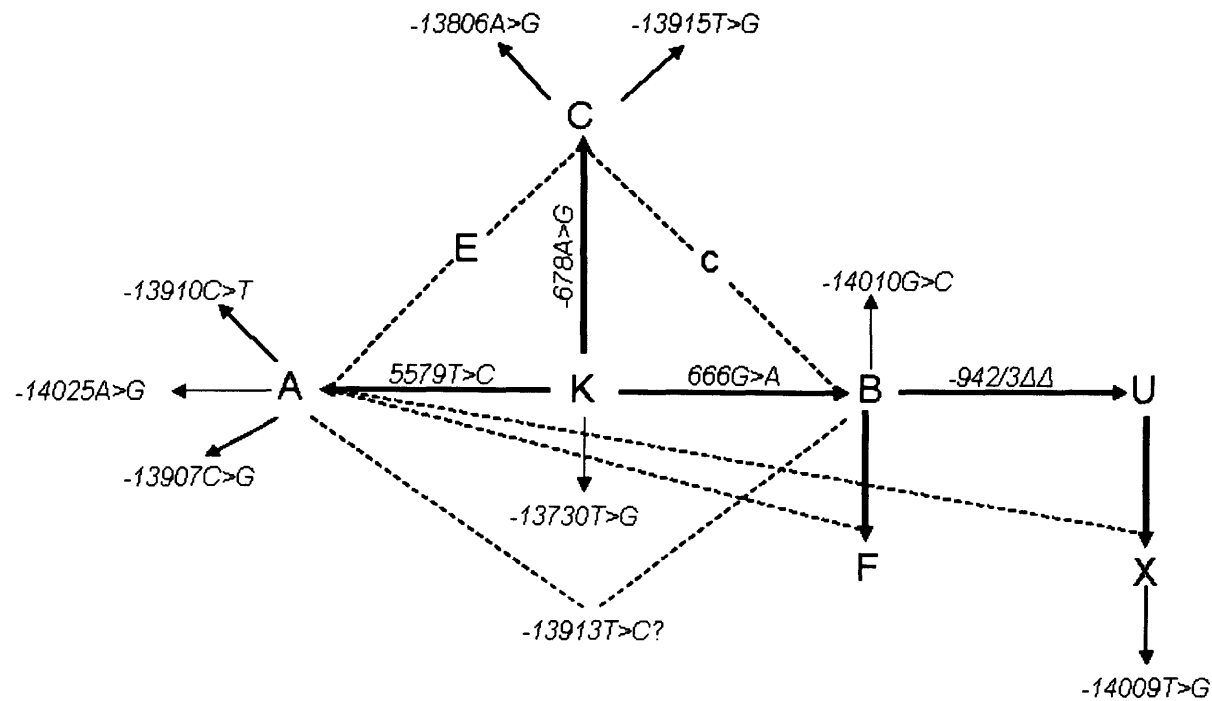 -13806A>G
-13915T>G
C
-678A>G
E
c
-13910C>T
-14010G>C
-14025A>G
A
5579T>C
K
666G>A
B
-942/3ΔΔ
U
-13907C>G
-13730T>G
F
X
-13913T>C?
-14009T>G